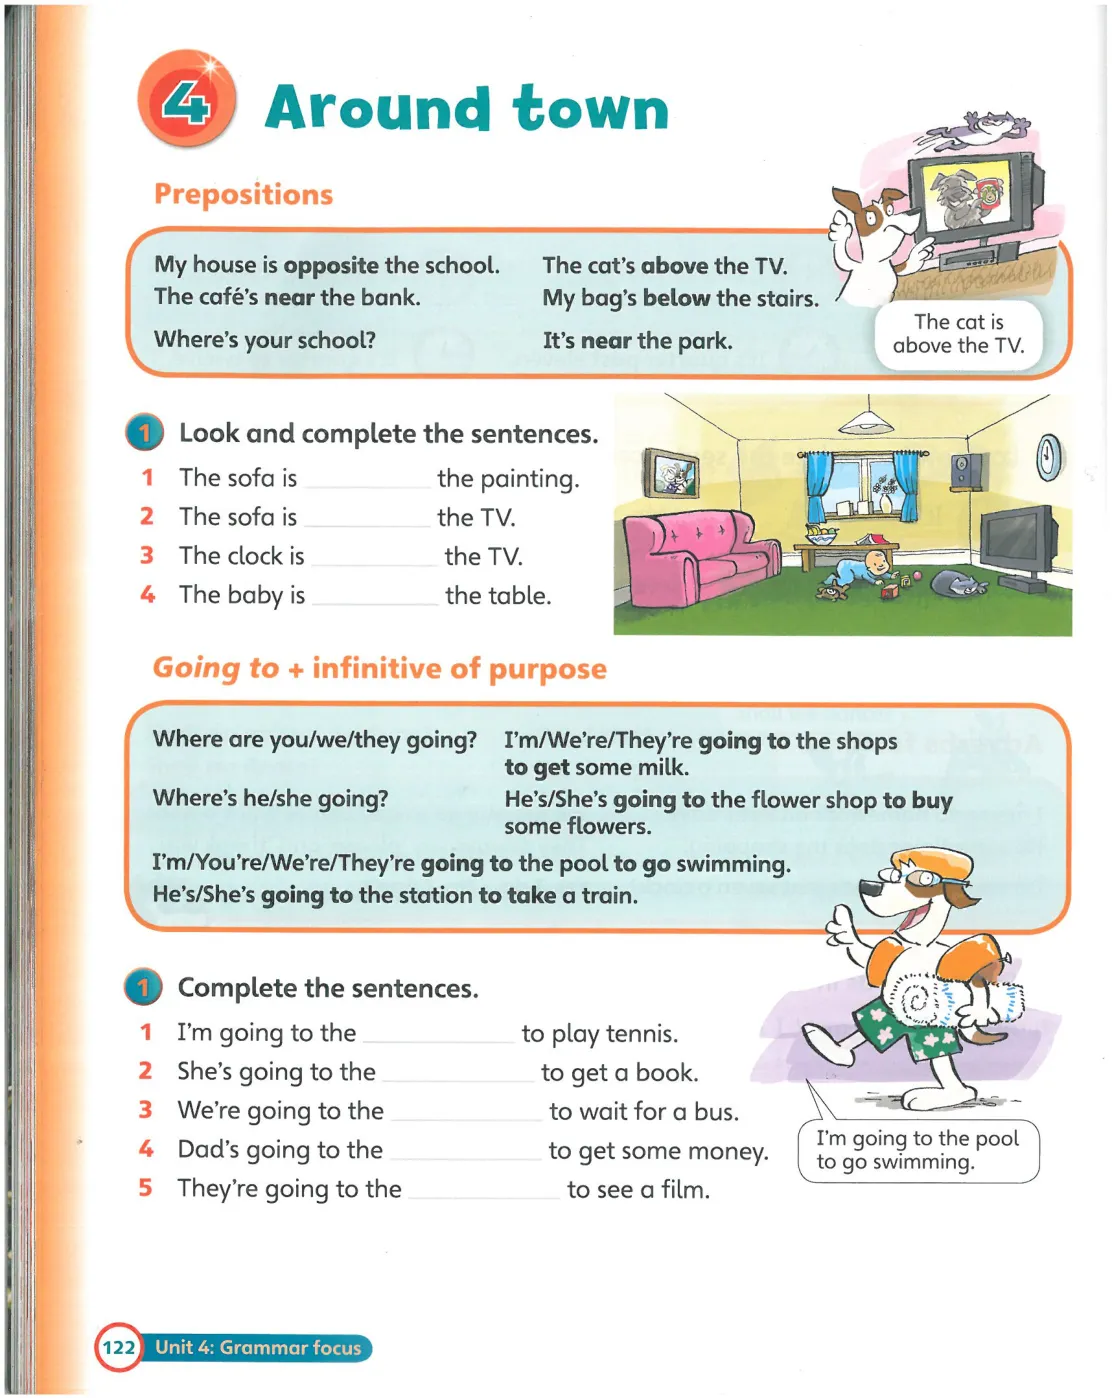 4 Around town
Prepositions
My house is opposite the school. The cat's above the TV.
The café's near the bank. My bag's below the stairs.
Where's your school? It's near the park.
The cat is
above the TV.
1 Look and complete the sentences.
1 The sofa is ____________ the painting.
2 The sofa is ____________ the TV.
3 The clock is ____________ the TV.
4 The baby is ____________ the table.
Going to + infinitive of purpose
Where are you/we/they going? I'm/We're/They're going to the shops
to get some milk.
Where's he/she going? He's/She's going to the flower shop to buy
some flowers.
I'm/You're/We're/They're going to the pool to go swimming.
He's/She's going to the station to take a train.
1 Complete the sentences.
1 I'm going to the ____________ to play tennis.
2 She's going to the ____________ to get a book.
3 We're going to the ____________ to wait for a bus.
4 Dad's going to the ____________ to get some money.
5 They're going to the ____________ to see a film.
I'm going to the pool
to go swimming.
122 Unit 4: Grammar focus